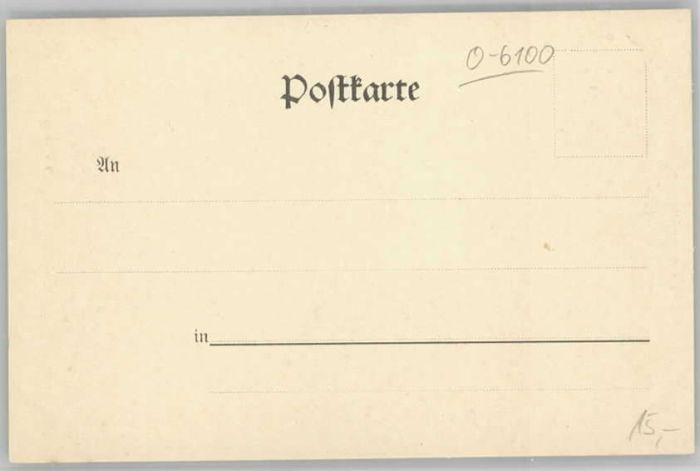 O-6100
Postkarte
An
in
15,-